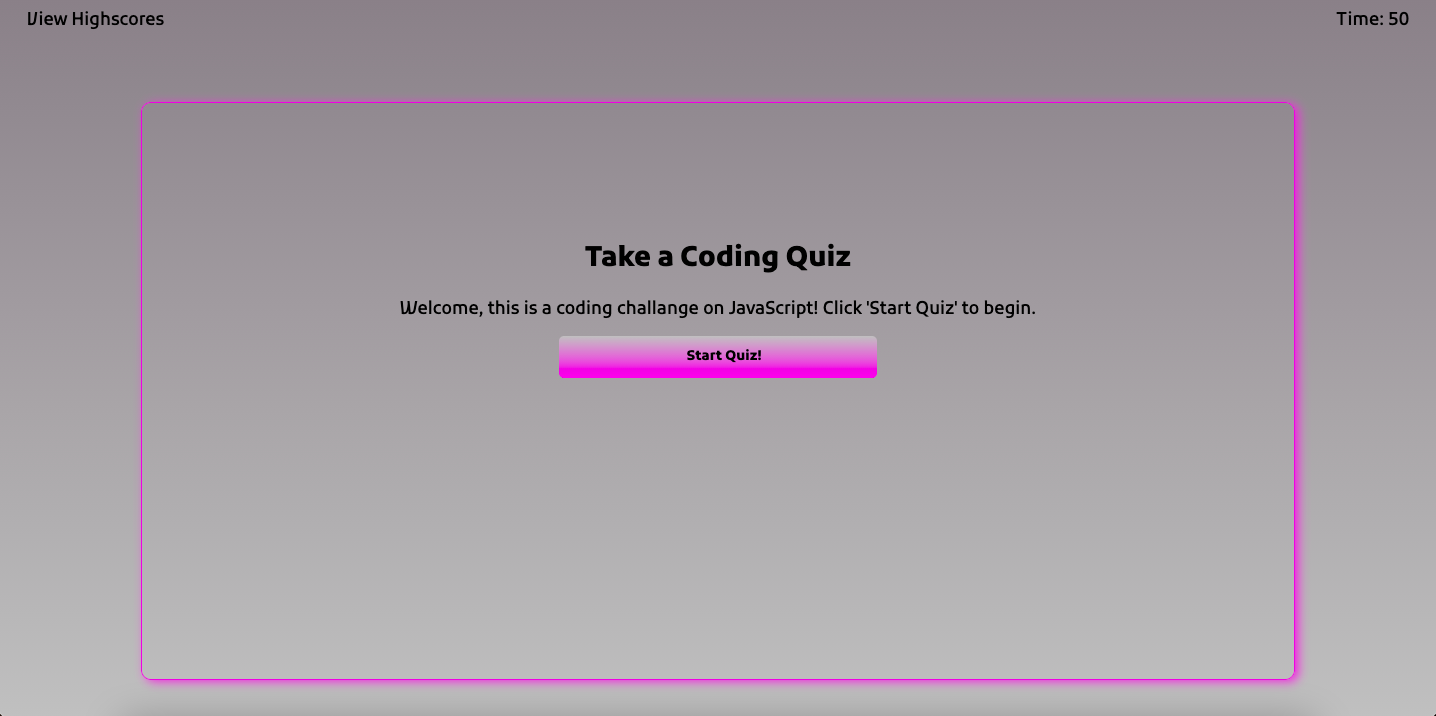 View Highscores
Time: 50
Take a Coding Quiz
Welcome, this is a coding challange on JavaScript! Click 'Start Quiz' to begin.
Start Quiz!